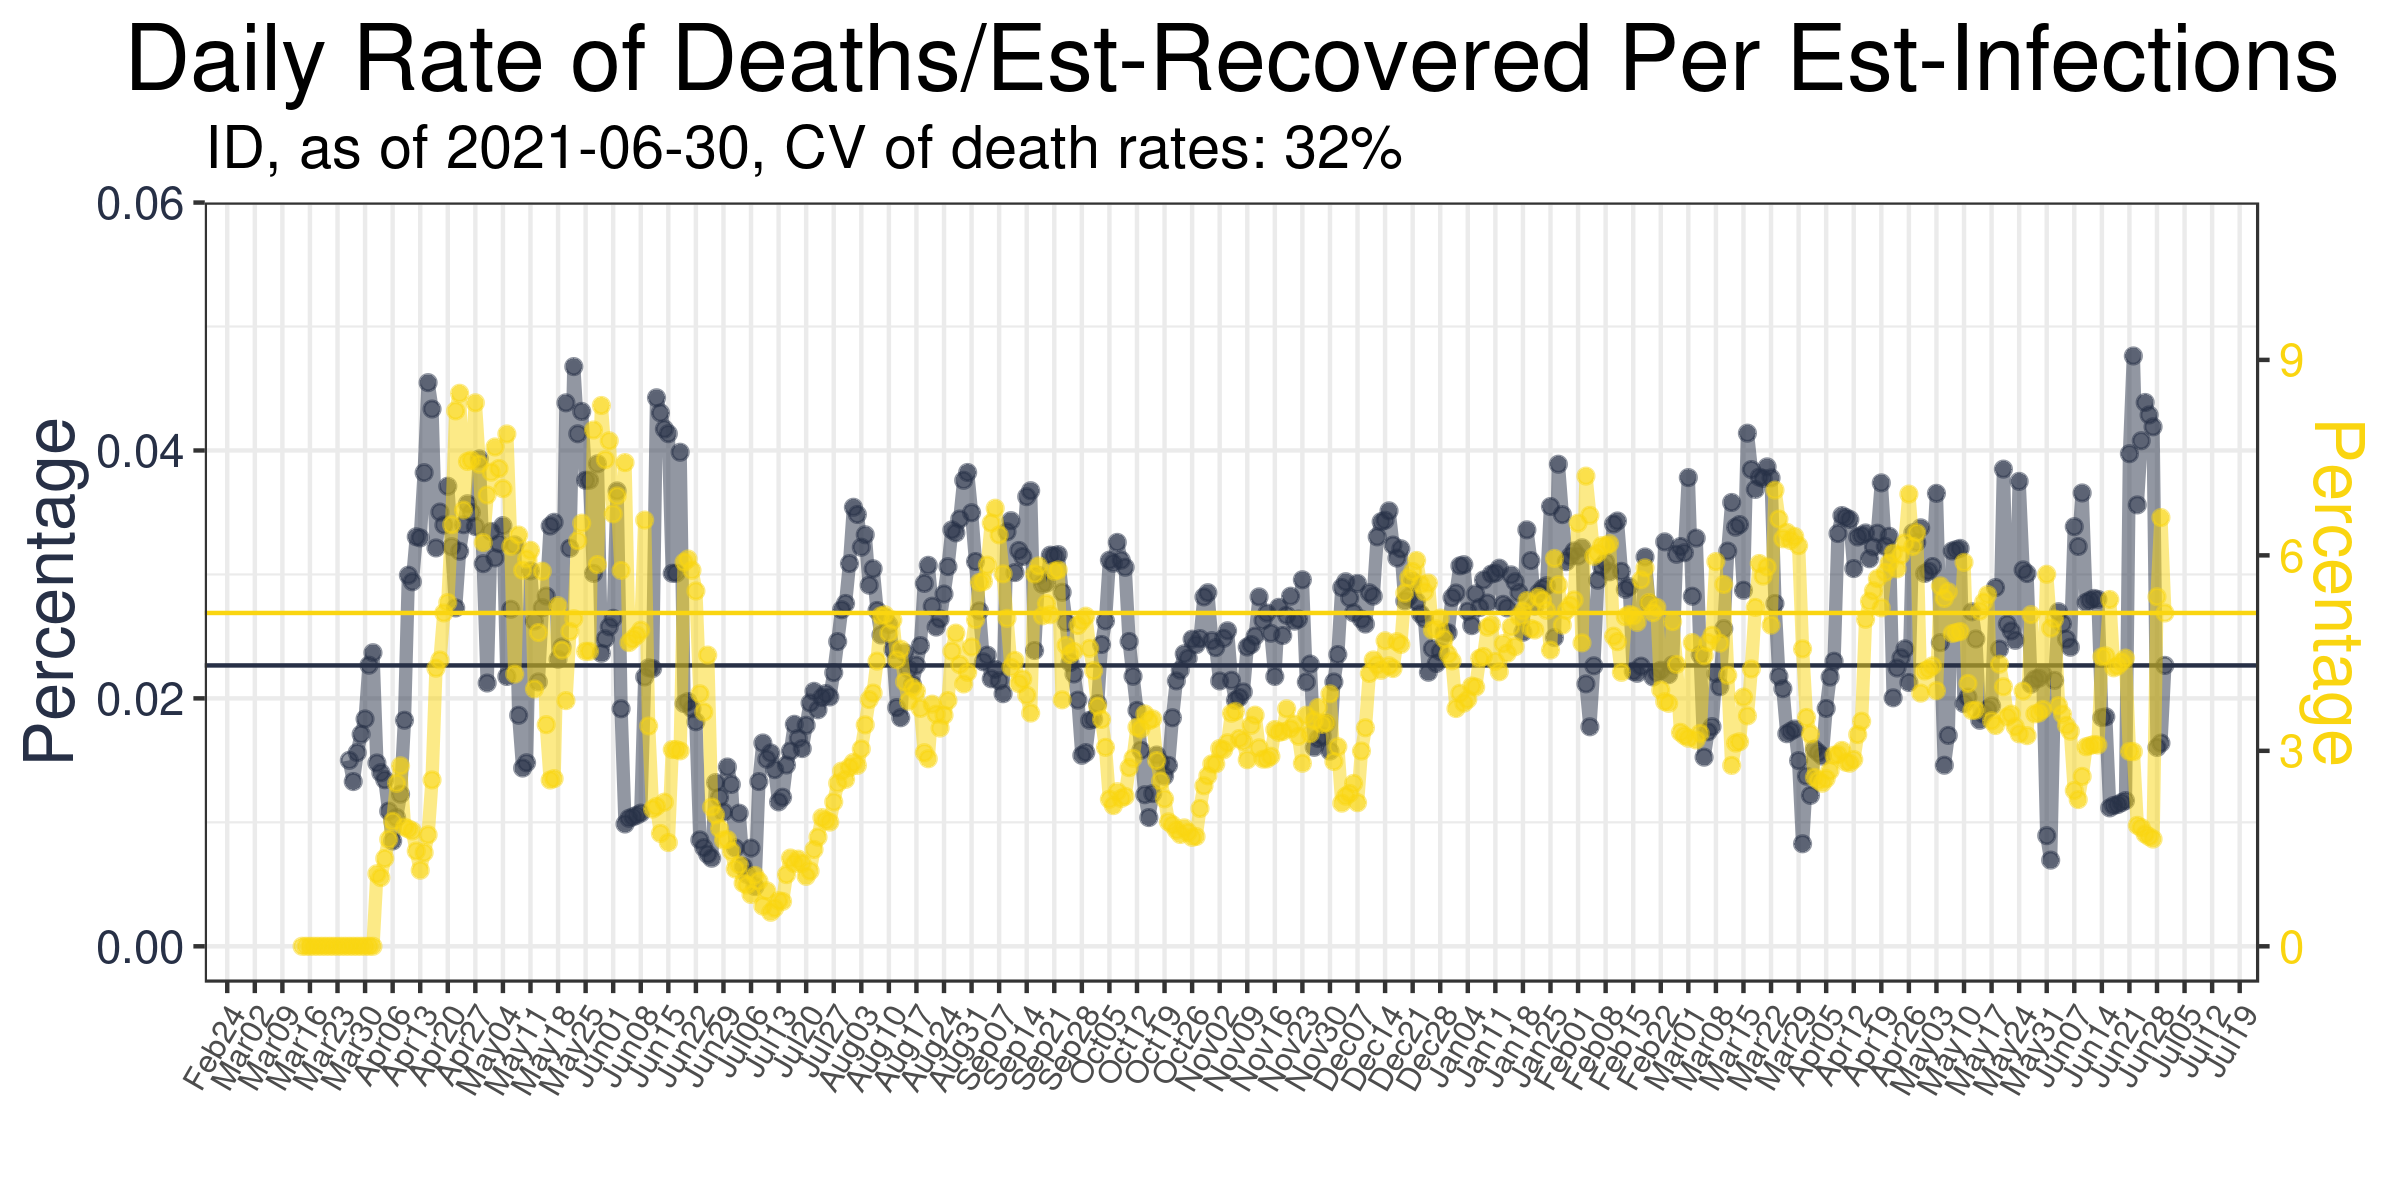 Daily Rate of Deaths/Est-Recovered Per Est-Infections
ID, as of 2021-06-30, CV of death rates: 32%
Percentage
0.06
0.04
0.02
0.00
9
6
3
0
Percentage
Feb24
Mar02
Mar09
Mar16
Mar23
Mar30
Apr06
Apr13
Apr20
Apr27
May04
May11
May18
May25
Jun01
Jun08
Jun15
Jun22
Jun29
Jul06
Jul13
Jul20
Jul27
Aug03
Aug10
Aug17
Aug24
Aug31
Sep07
Sep14
Sep21
Sep28
Oct05
Oct12
Oct19
Oct26
Nov02
Nov09
Nov16
Nov23
Nov30
Dec07
Dec14
Dec21
Dec28
Jan04
Jan11
Jan18
Jan25
Feb01
Feb08
Feb15
Feb22
Mar01
Mar08
Mar15
Mar22
Mar29
Apr05
Apr12
Apr19
Apr26
May03
May10
May17
May24
May31
Jun07
Jun14
Jun21
Jun28
Jul05
Jul12
Jul19